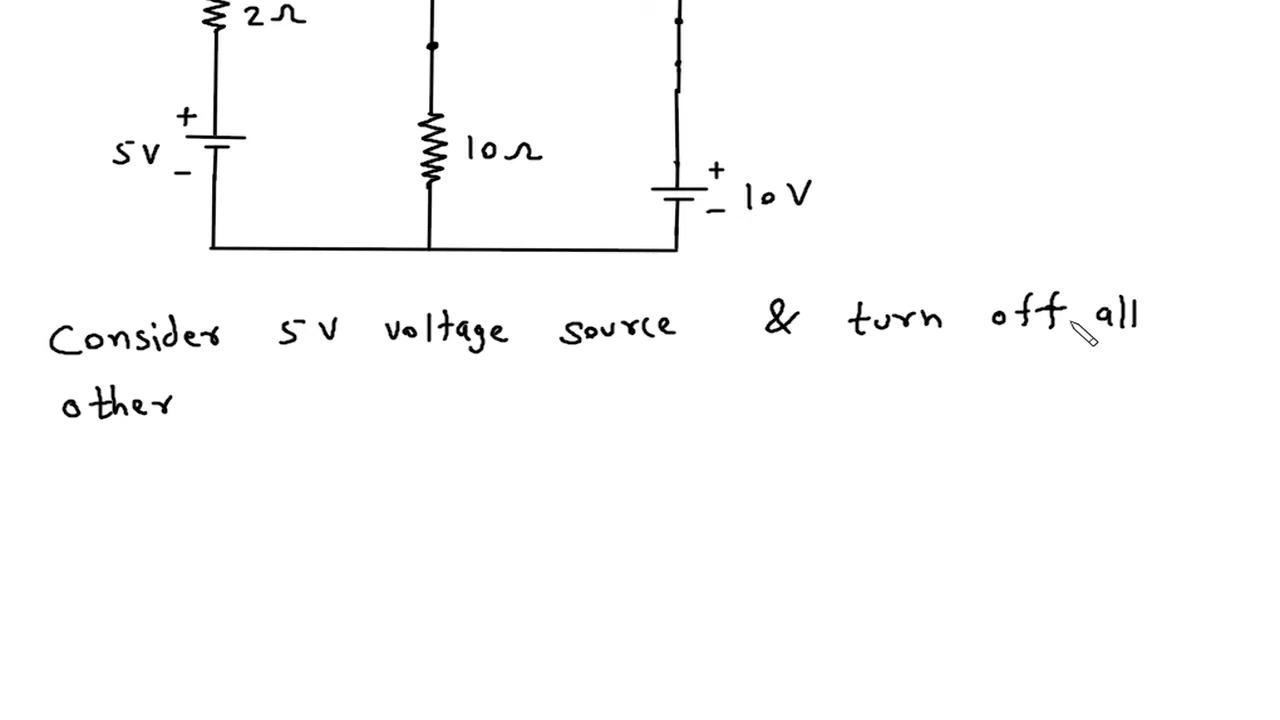 2Ω
+
5V
-
10Ω
+
- 10V
Consider 5V voltage source & turn off all
other